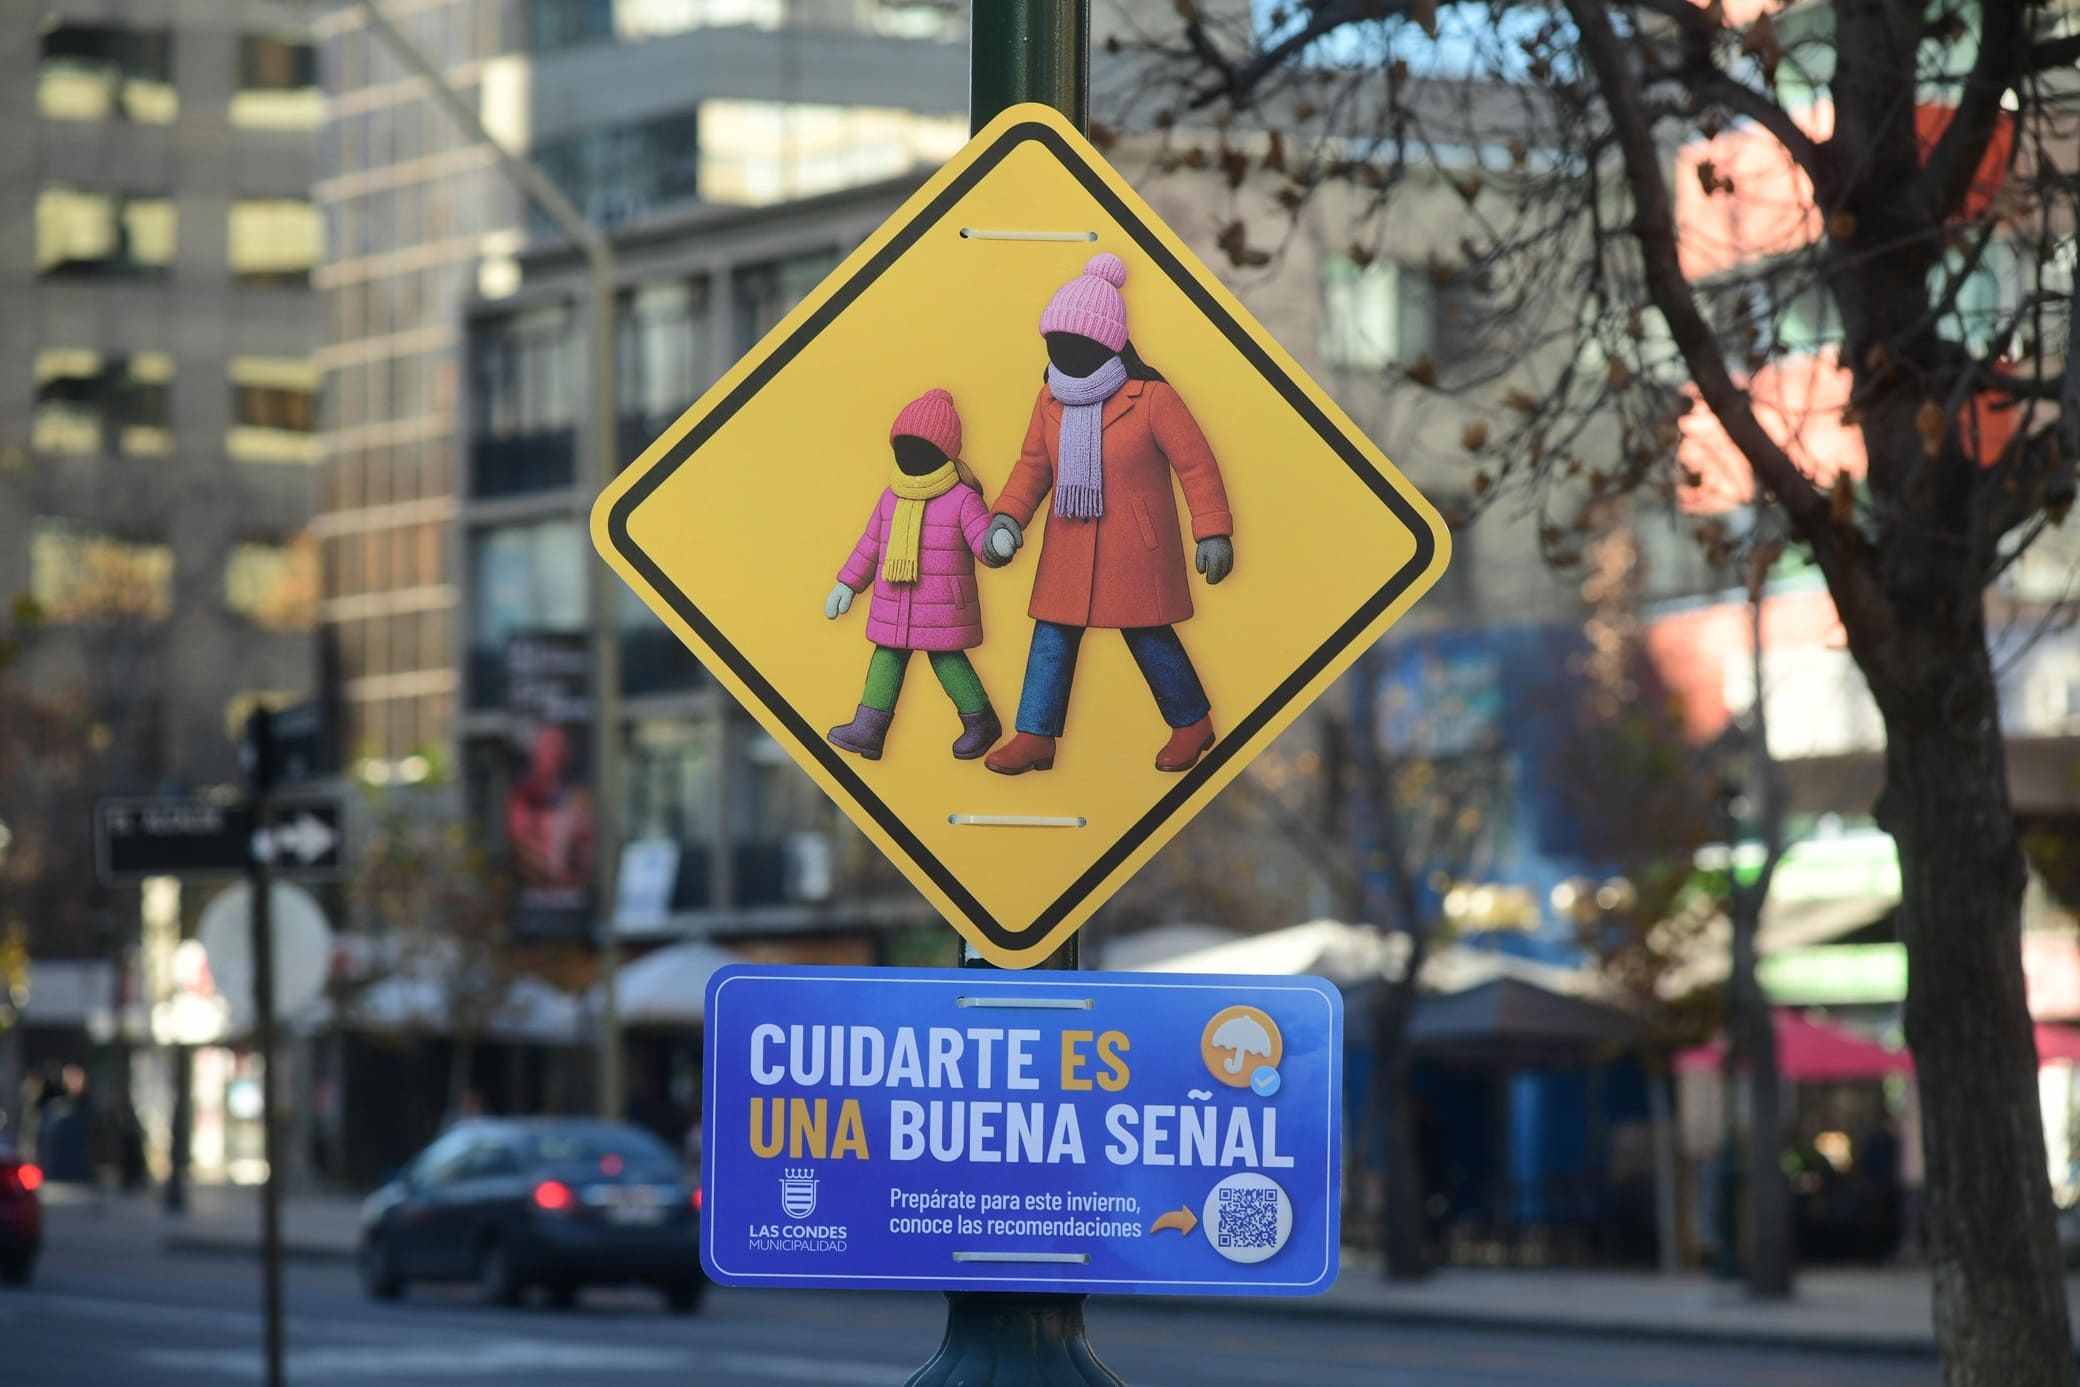 CUIDARTE ES
UNA BUENA SEÑAL
Prepárate para este invierno,
conoce las recomendaciones
LAS CONDES
MUNICIPALIDAD